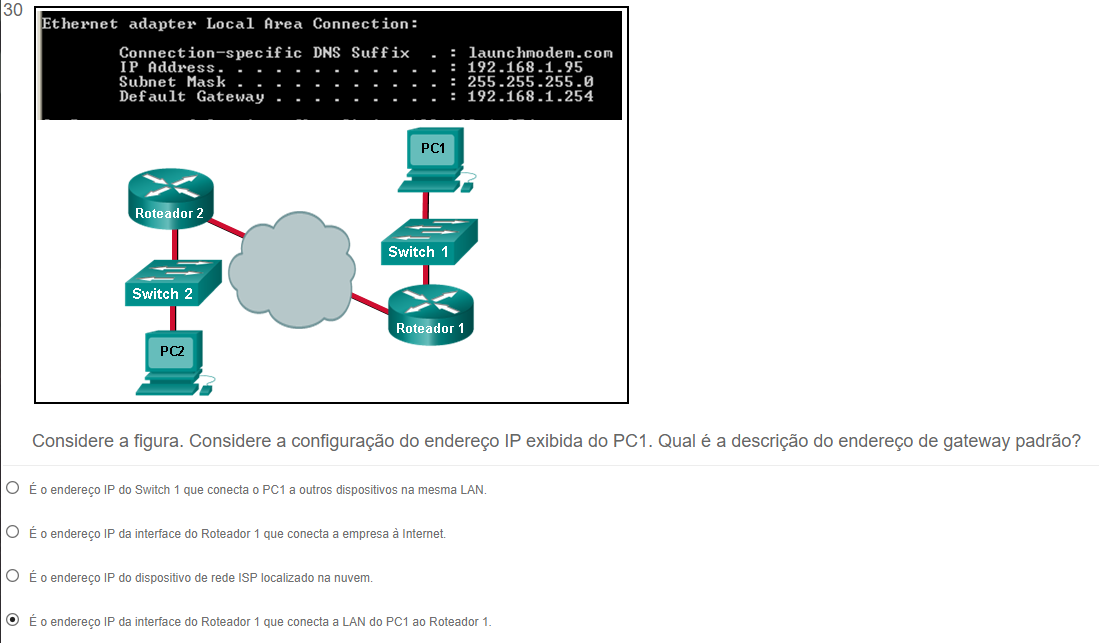 30
Ethernet adapter Local Area Connection:
Connection-specific DNS Suffix . : launchmodem.com
IP Address. . . . . . . . . . . . : 192.168.1.95
Subnet Mask . . . . . . . . . . . : 255.255.255.0
Default Gateway . . . . . . . . . : 192.168.1.254
PC1
Roteador 2
Switch 1
Switch 2
Roteador 1
PC2
Considere a figura. Considere a configuração do endereço IP exibida do PC1. Qual é a descrição do endereço de gateway padrão?
É o endereço IP do Switch 1 que conecta o PC1 a outros dispositivos na mesma LAN.
É o endereço IP da interface do Roteador 1 que conecta a empresa à Internet.
É o endereço IP do dispositivo de rede ISP localizado na nuvem.
É o endereço IP da interface do Roteador 1 que conecta a LAN do PC1 ao Roteador 1.